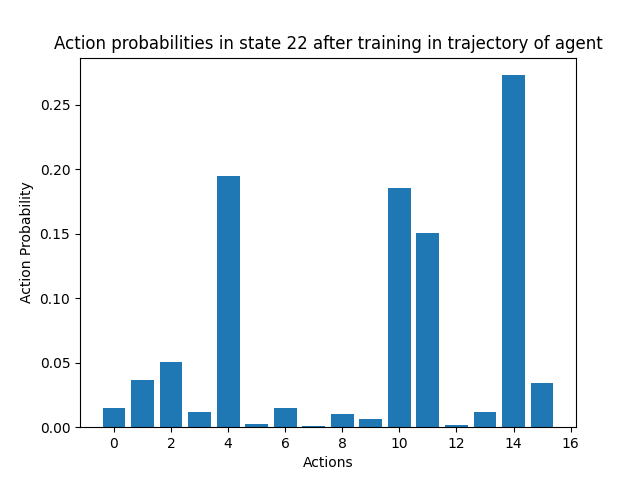 Action probabilities in state 22 after training in trajectory of agent
0.25
0.20
0.15
0.10
0.05
0.00
Action Probability
0 2 4 6 8 10 12 14 16
Actions